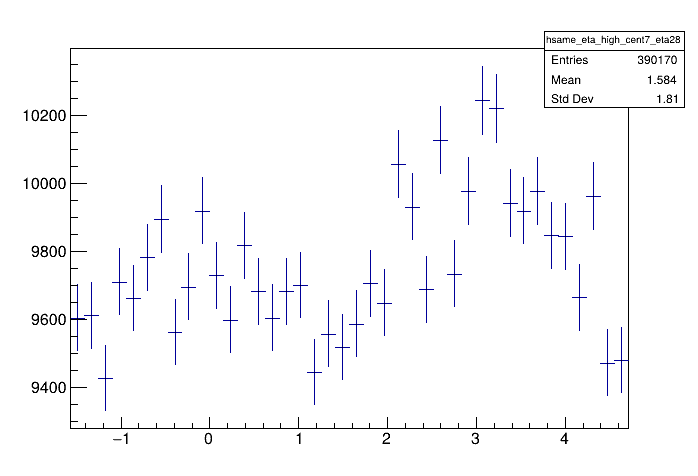 hsame_eta_high_cent7_eta28
Entries 390170
Mean 1.584
Std Dev 1.81
10200
10000
9800
9600
9400
−1 0 1 2 3 4